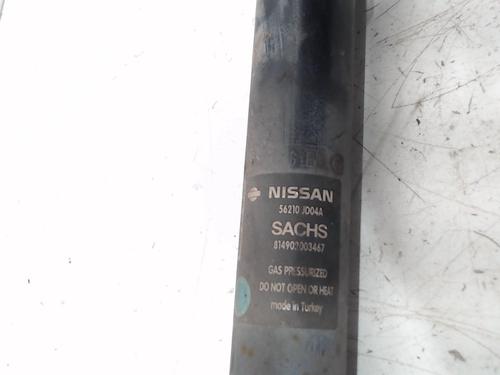 NISSAN
56210 JD04A
SACHS
814902003467
GAS PRESSURIZED
DO NOT OPEN OR HEAT
made in Turkey